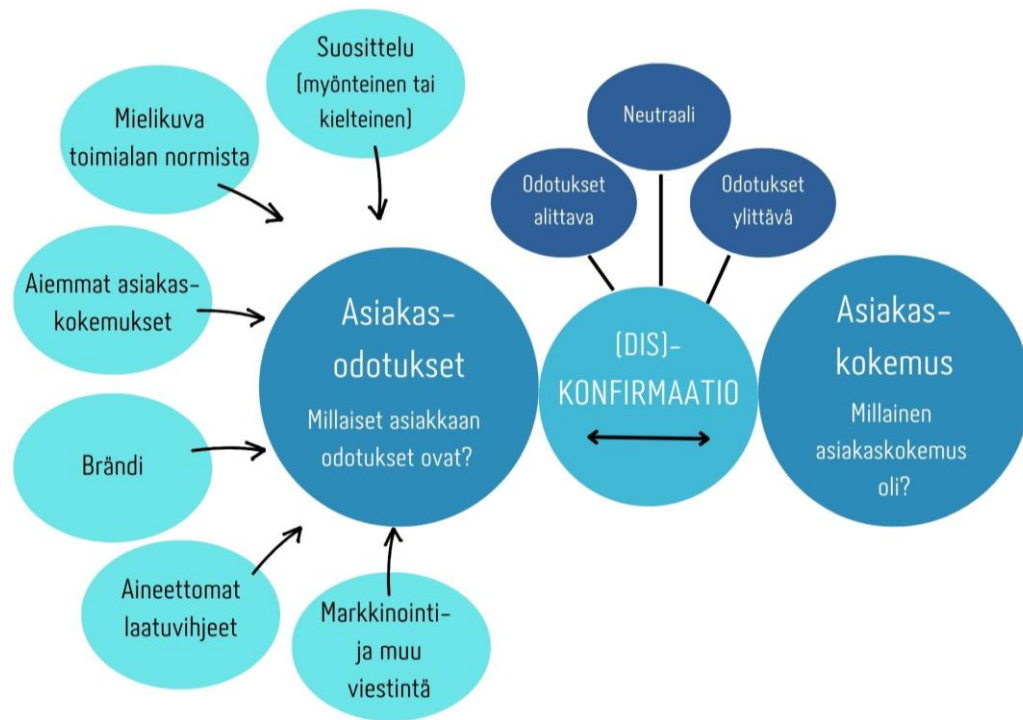 Suosittelu
(myönteinen tai
kielteinen)
Mielikuva
toimialan normista
Aiemmat asiakas-
kokemukset
Brändi
Aineettomat
laatuvihjeet
Markkinointi-
ja muu
viestintä
Asiakas-
odotukset
Millaiset asiakkaan
odotukset ovat?
Odotukset
alittava
Neutraali
Odotukset
ylittävä
(DIS)-
KONFIRMAATIO
Asiakas-
kokemus
Millainen
asiakaskokemus
oli?